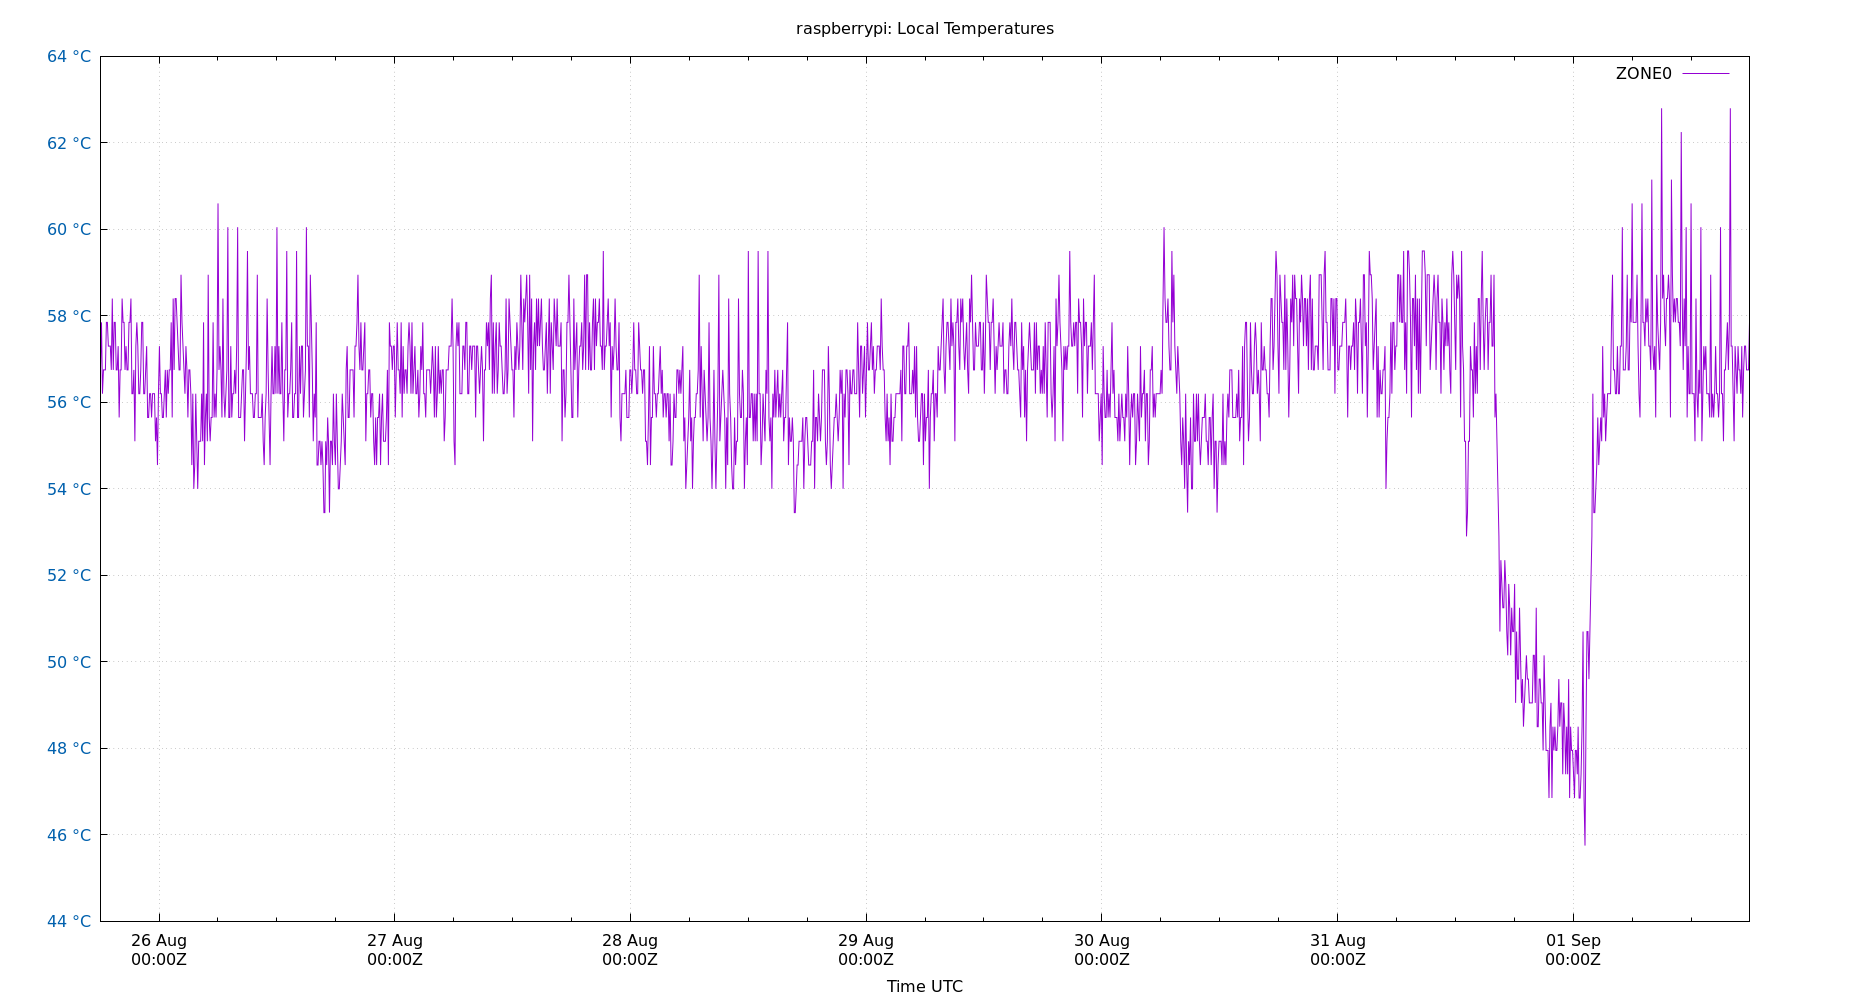 raspberrypi: Local Temperatures
64 °C
ZONE0
62 °C
60 °C
58 °C
56 °C
54 °C
52 °C
50 °C
48 °C
46 °C
44 °C
26 Aug 27 Aug 28 Aug 29 Aug 30 Aug 31 Aug 01 Sep
00:00Z 00:00Z 00:00Z 00:00Z 00:00Z 00:00Z 00:00Z
Time UTC